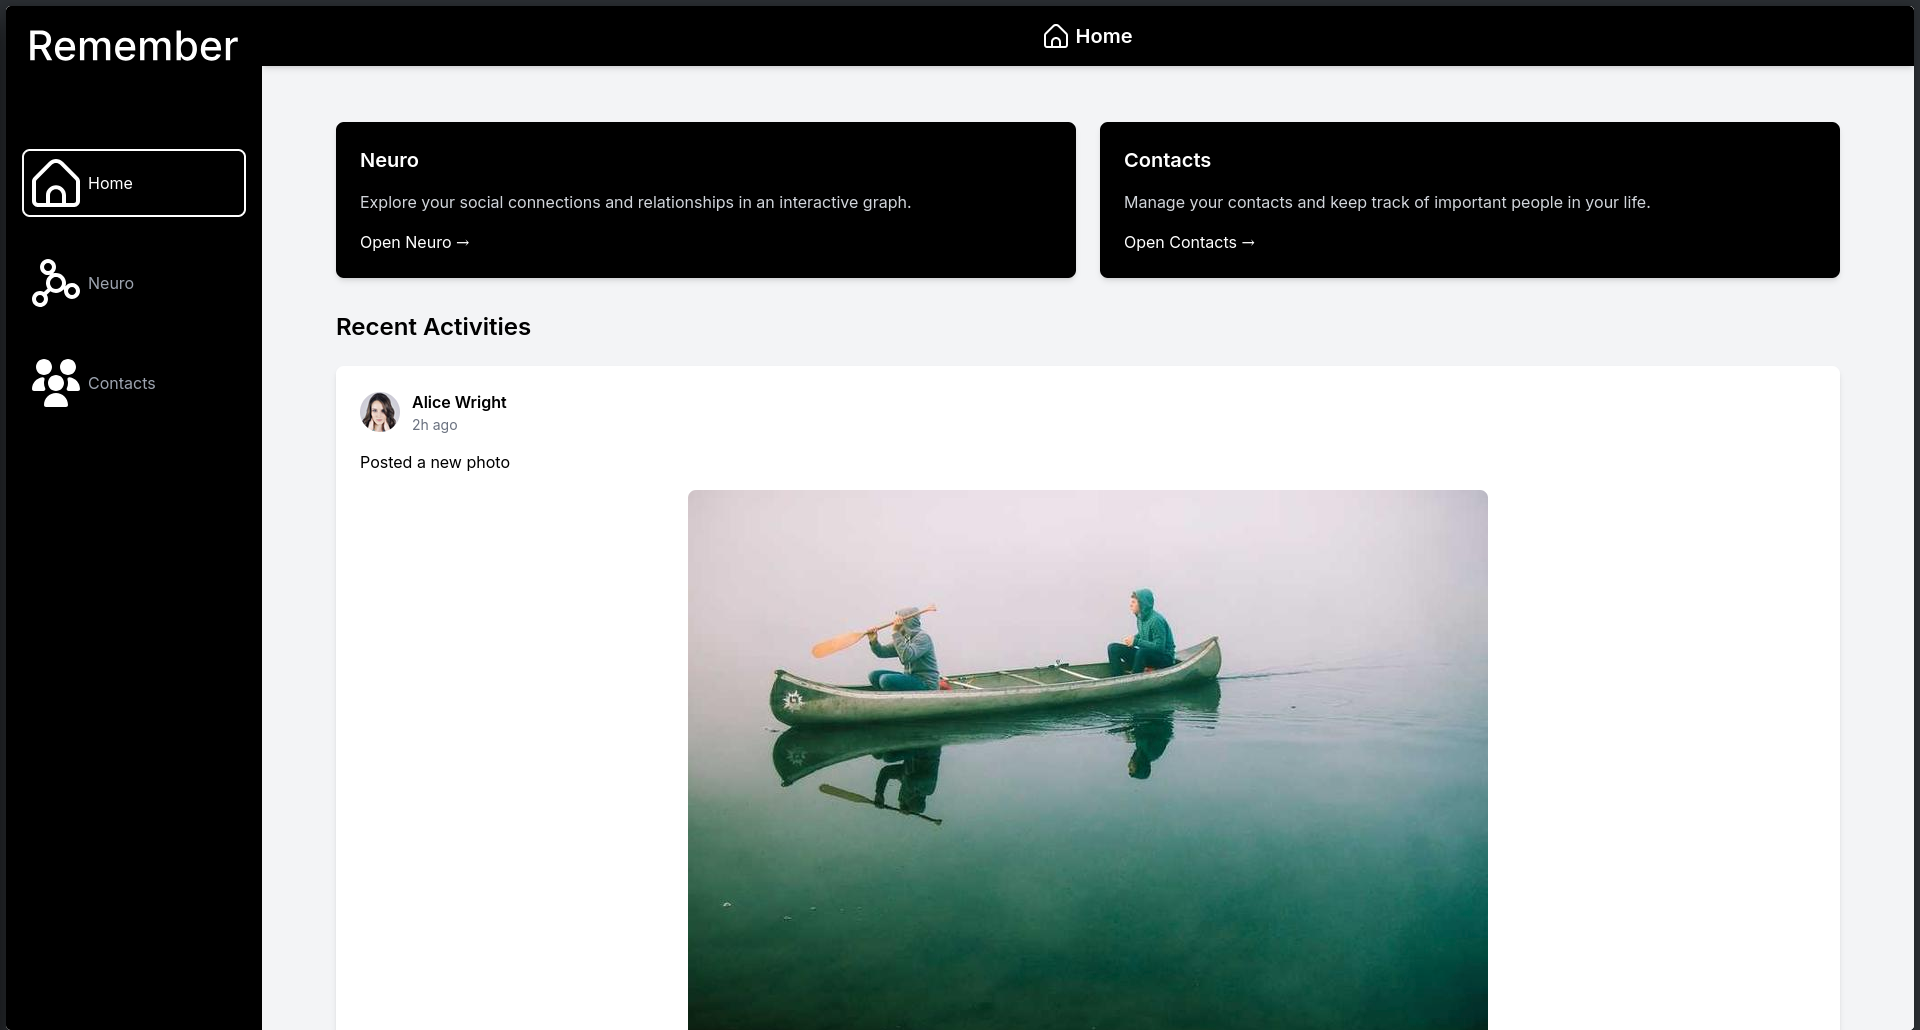 Remember
Home
Home
Neuro
Contacts
Neuro
Explore your social connections and relationships in an interactive graph.
Open Neuro →
Contacts
Manage your contacts and keep track of important people in your life.
Open Contacts →
Recent Activities
Alice Wright
2h ago
Posted a new photo